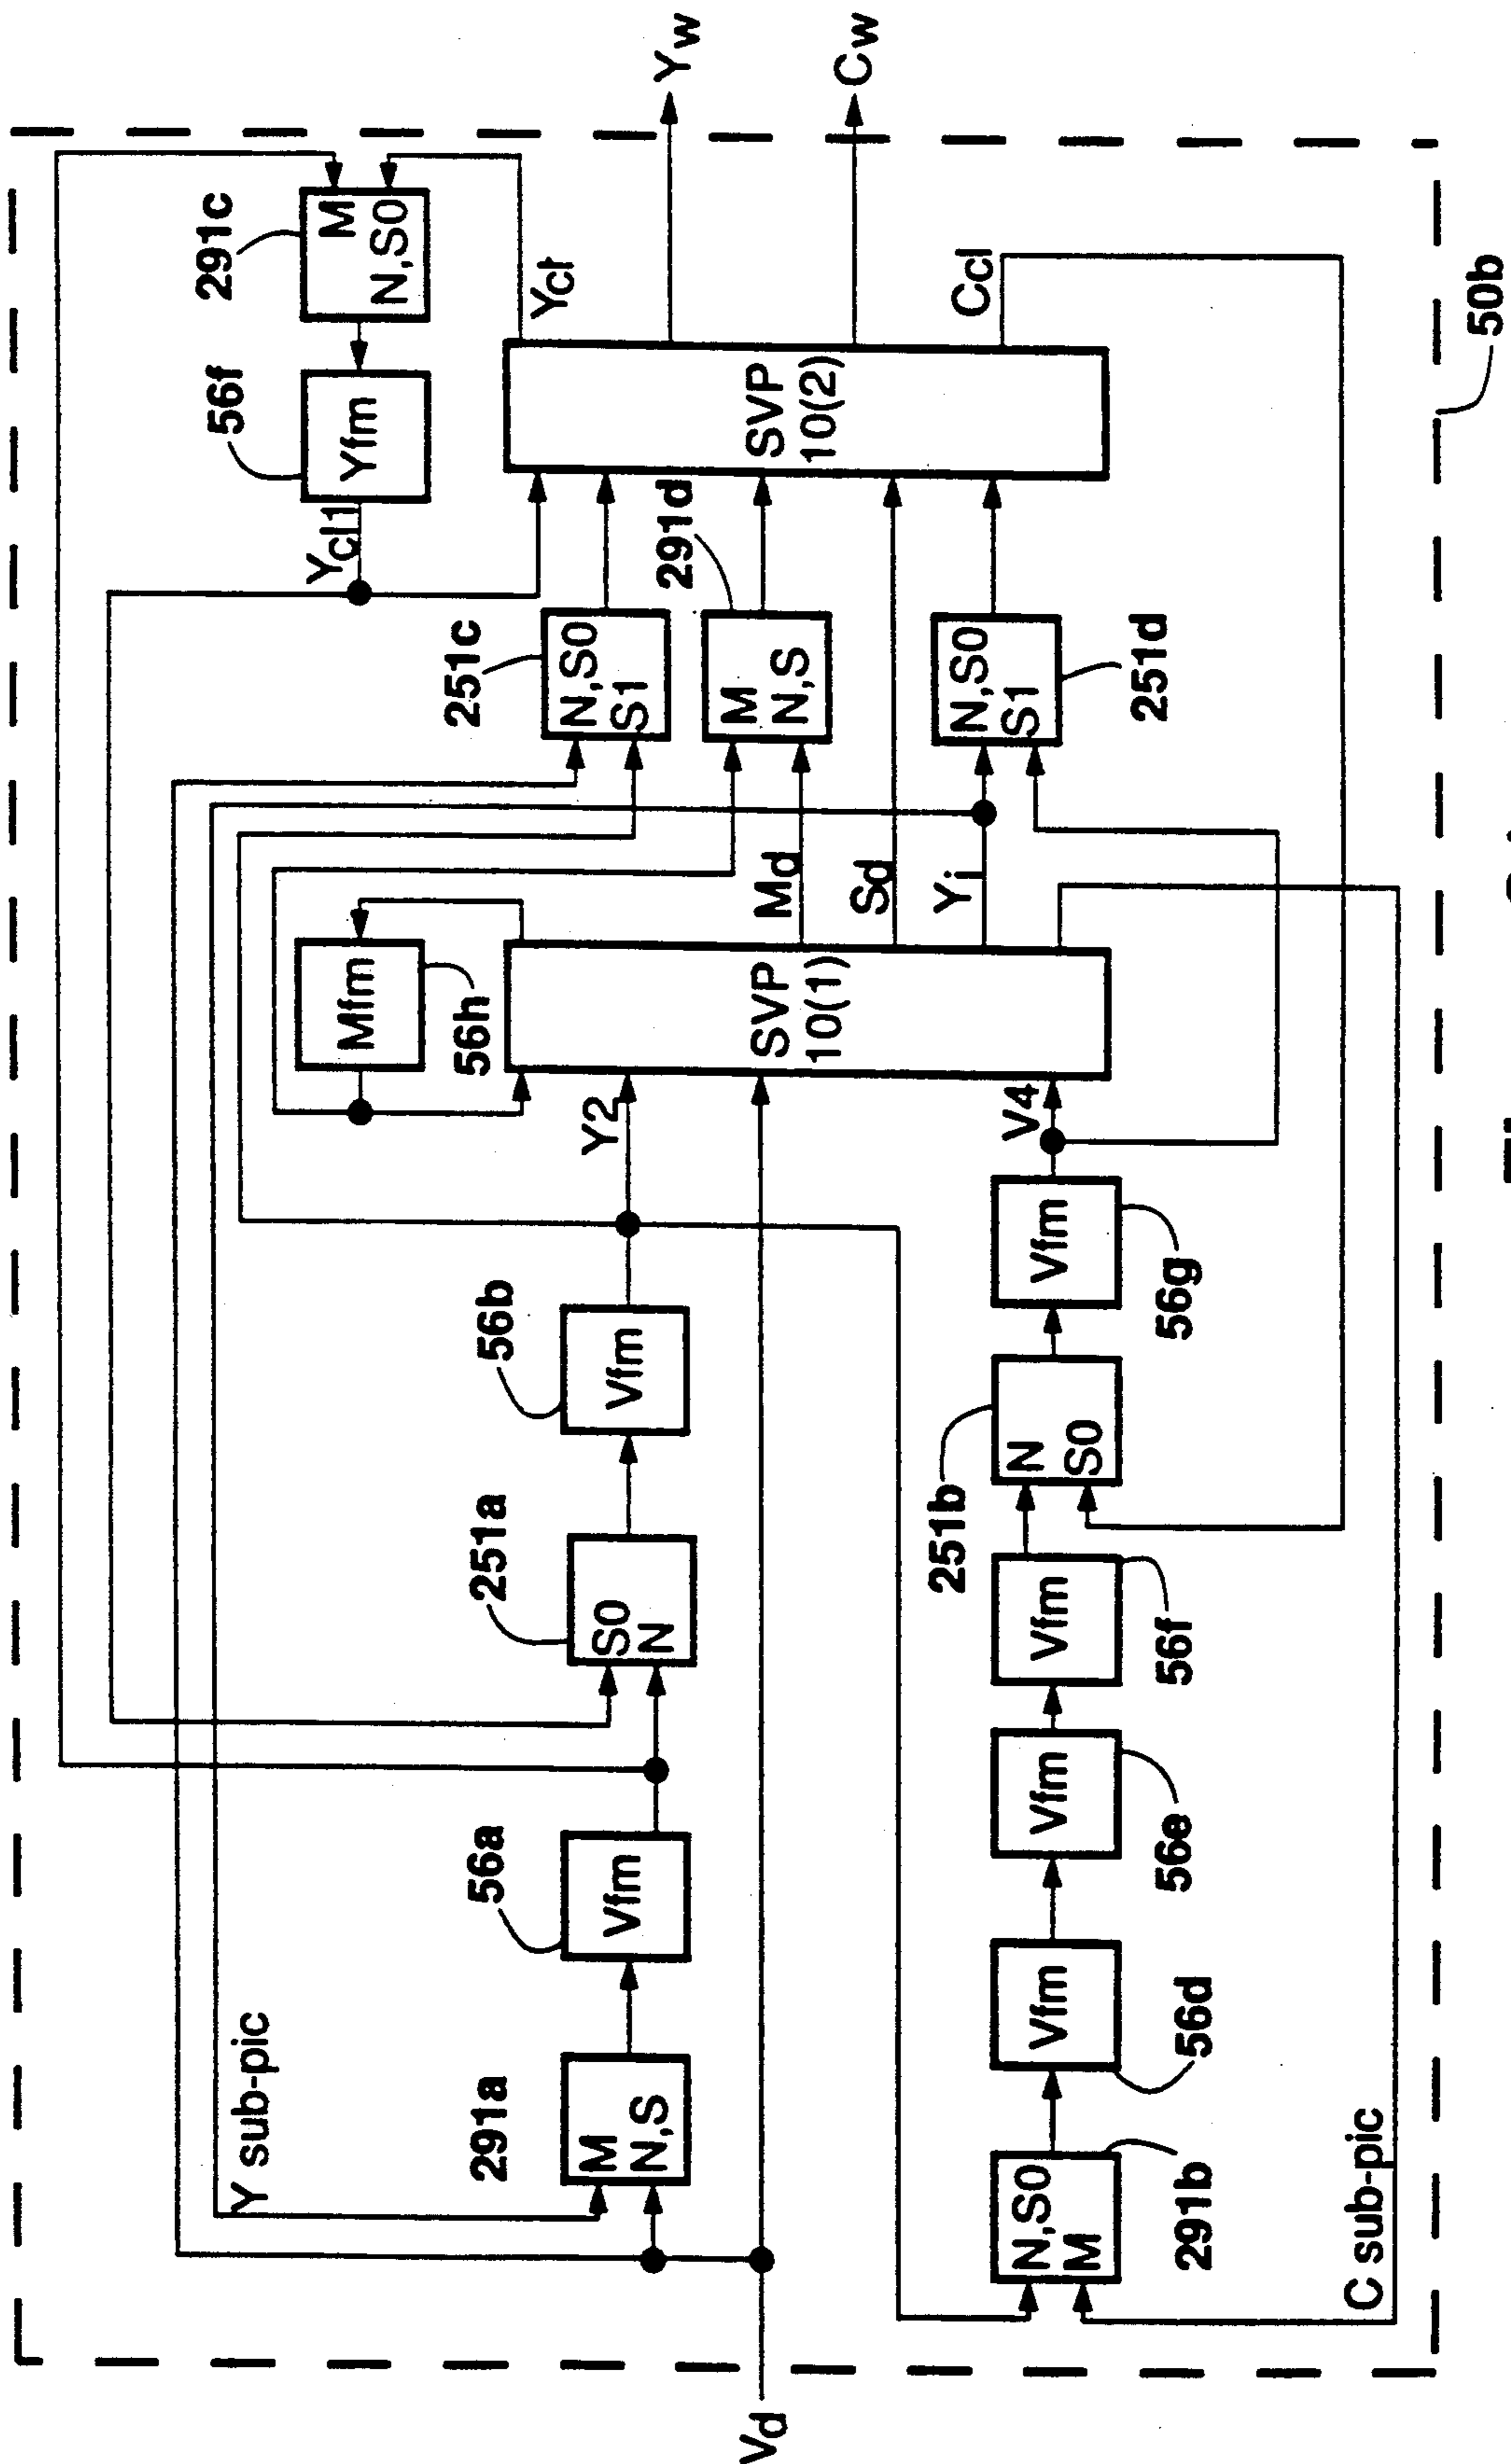 Vd
Y sub-pic
291a
M
N,S
56a
Vfm
251a
S0
N
56b
Vfm
Y2
Mfm
56h
SVP
10(1)
Md
Sd
Yi
251c
N,S0
S1
291d
M
N,S
N,S0
S1
251d
Ycl1
56f
Yfm
291c
M
N,S0
Ycl
SVP
10(2)
Ccl
Yw
Cw
C sub-pic
N,S0
M
291b
Vfm
56d
Vfm
56e
Vfm
56f
251b
N
S0
Vfm
56g
V4
50b